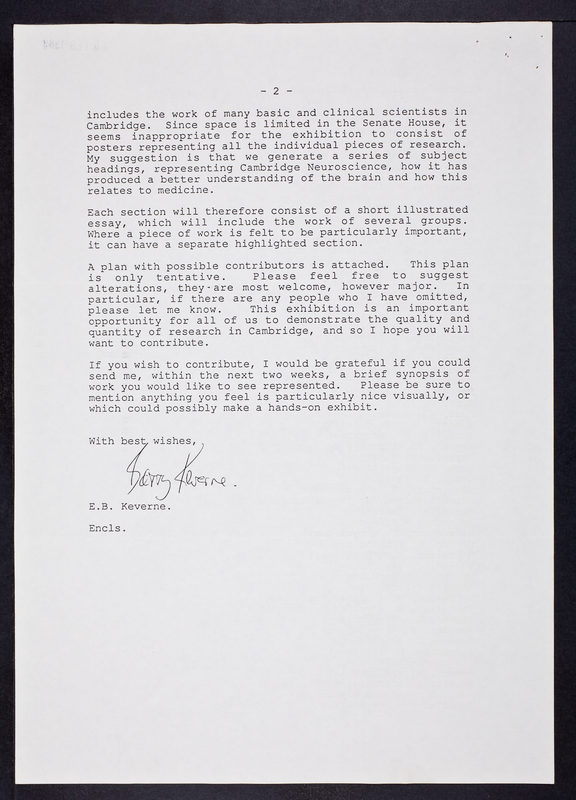 - 2 -
includes the work of many basic and clinical scientists in
Cambridge. Since space is limited in the Senate House, it
seems inappropriate for the exhibition to consist of
posters representing all the individual pieces of research.
My suggestion is that we generate a series of subject
headings, representing Cambridge Neuroscience, how it has
produced a better understanding of the brain and how this
relates to medicine.
Each section will therefore consist of a short illustrated
essay, which will include the work of several groups.
Where a piece of work is felt to be particularly important,
it can have a separate highlighted section.
A plan with possible contributors is attached. This plan
is only tentative. Please feel free to suggest
alterations, they are most welcome, however major. In
particular, if there are any people who I have omitted,
please let me know. This exhibition is an important
opportunity for all of us to demonstrate the quality and
quantity of research in Cambridge, and so I hope you will
want to contribute.
If you wish to contribute, I would be grateful if you could
send me, within the next two weeks, a brief synopsis of
work you would like to see represented. Please be sure to
mention anything you feel is particularly nice visually, or
which could possibly make a hands-on exhibit.
With best wishes,
Barry Keverne.
E.B. Keverne.
Encls.